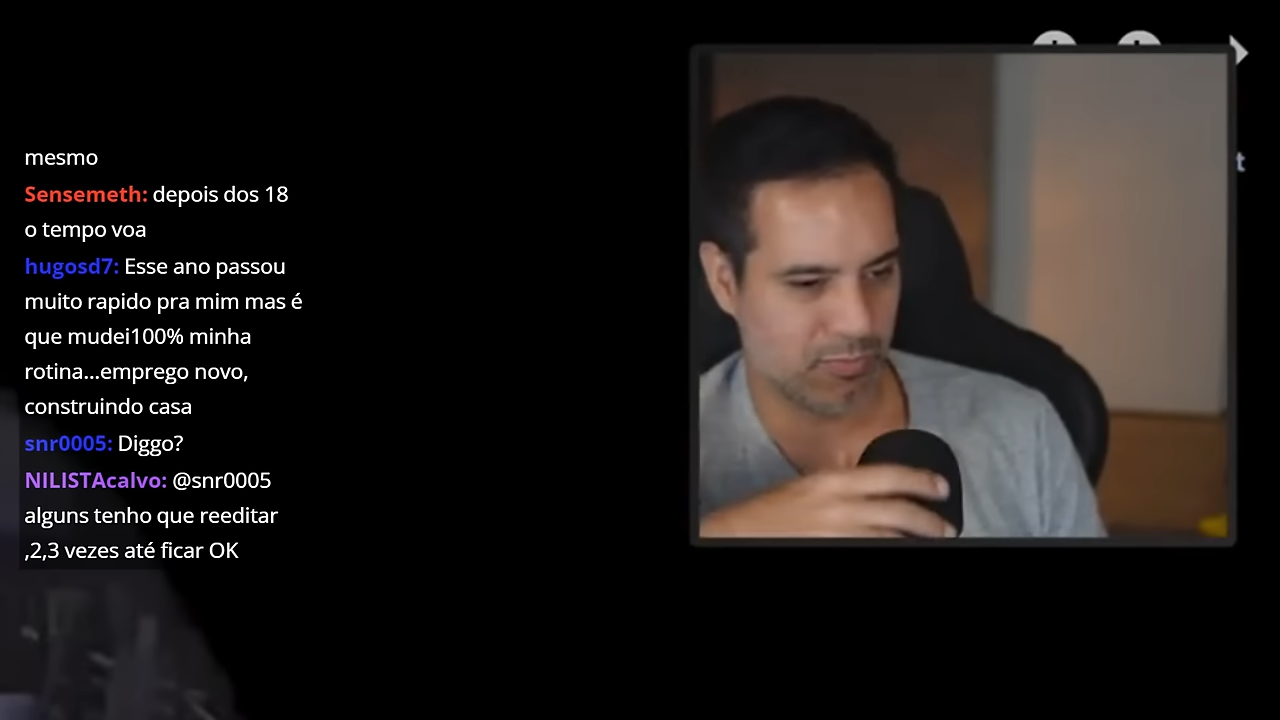 mesmo
Sensemeth: depois dos 18
o tempo voa
hugosd7: Esse ano passou
muito rapido pra mim mas é
que mudei100% minha
rotina...emprego novo,
construindo casa
snr0005: Diggo?
NILISTAcalvo: @snr0005
alguns tenho que reeditar
,2,3 vezes até ficar OK
t